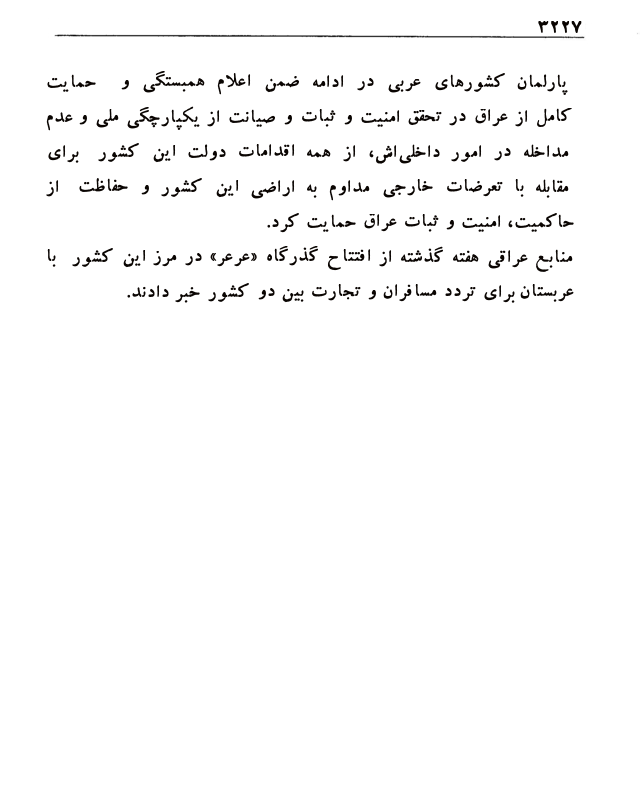 ۳۲۲۷
پارلمان کشورهای عربی در ادامه ضمن اعلام همبستگی و حمایت
کامل از عراق در تحقق امنیت و ثبات و صیانت از یکپارچگی ملی و عدم
مداخله در امور داخلی‌اش، از همه اقدامات دولت این کشور برای
مقابله با تعرضات خارجی مداوم به اراضی این کشور و حفاظت از
حاکمیت، امنیت و ثبات عراق حمایت کرد.
منابع عراقی هفته گذشته از افتتاح گذرگاه «عرعر» در مرز این کشور با
عربستان برای تردد مسافران و تجارت بین دو کشور خبر دادند.